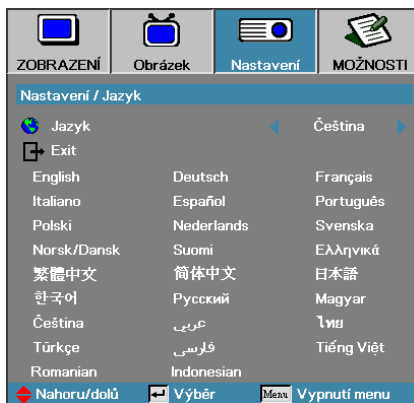 ZOBRAZENÍ Obrázek Nastavení MOŽNOSTI
Nastavení / Jazyk
Jazyk Čeština
Exit
English Deutsch Français
Italiano Español Português
Polski Nederlands Svenska
Norsk/Dansk Suomi Ελληνικά
繁體中文 简体中文 日本語
한국어 Русский Magyar
Čeština عربي ไทย
Türkçe فارسی Tiếng Việt
Romanian Indonesian
Nahoru/dolů Výběr Menu Vypnutí menu